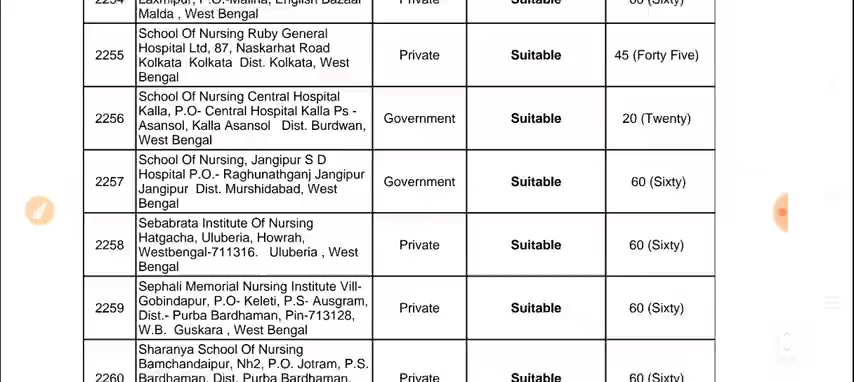 Malda , West Bengal
2255
School Of Nursing Ruby General
Hospital Ltd, 87, Naskarhat Road
Kolkata Kolkata Dist. Kolkata, West
Bengal
Private
Suitable
45 (Forty Five)
2256
School Of Nursing Central Hospital
Kalla, P.O- Central Hospital Kalla Ps -
Asansol, Kalla Asansol Dist. Burdwan,
West Bengal
Government
Suitable
20 (Twenty)
2257
School Of Nursing, Jangipur S D
Hospital P.O.- Raghunathganj Jangipur
Jangipur Dist. Murshidabad, West
Bengal
Government
Suitable
60 (Sixty)
2258
Sebabrata Institute Of Nursing
Hatgacha, Uluberia, Howrah,
Westbengal-711316. Uluberia , West
Bengal
Private
Suitable
60 (Sixty)
2259
Sephali Memorial Nursing Institute Vill-
Gobindapur, P.O- Keleti, P.S- Ausgram,
Dist.- Purba Bardhaman, Pin-713128,
W.B. Guskara , West Bengal
Private
Suitable
60 (Sixty)
2260
Sharanya School Of Nursing
Bamchandaipur, Nh2, P.O. Jotram, P.S.
Bardhaman, Dist. Purba Bardhaman,
Private
Suitable
60 (Sixty)